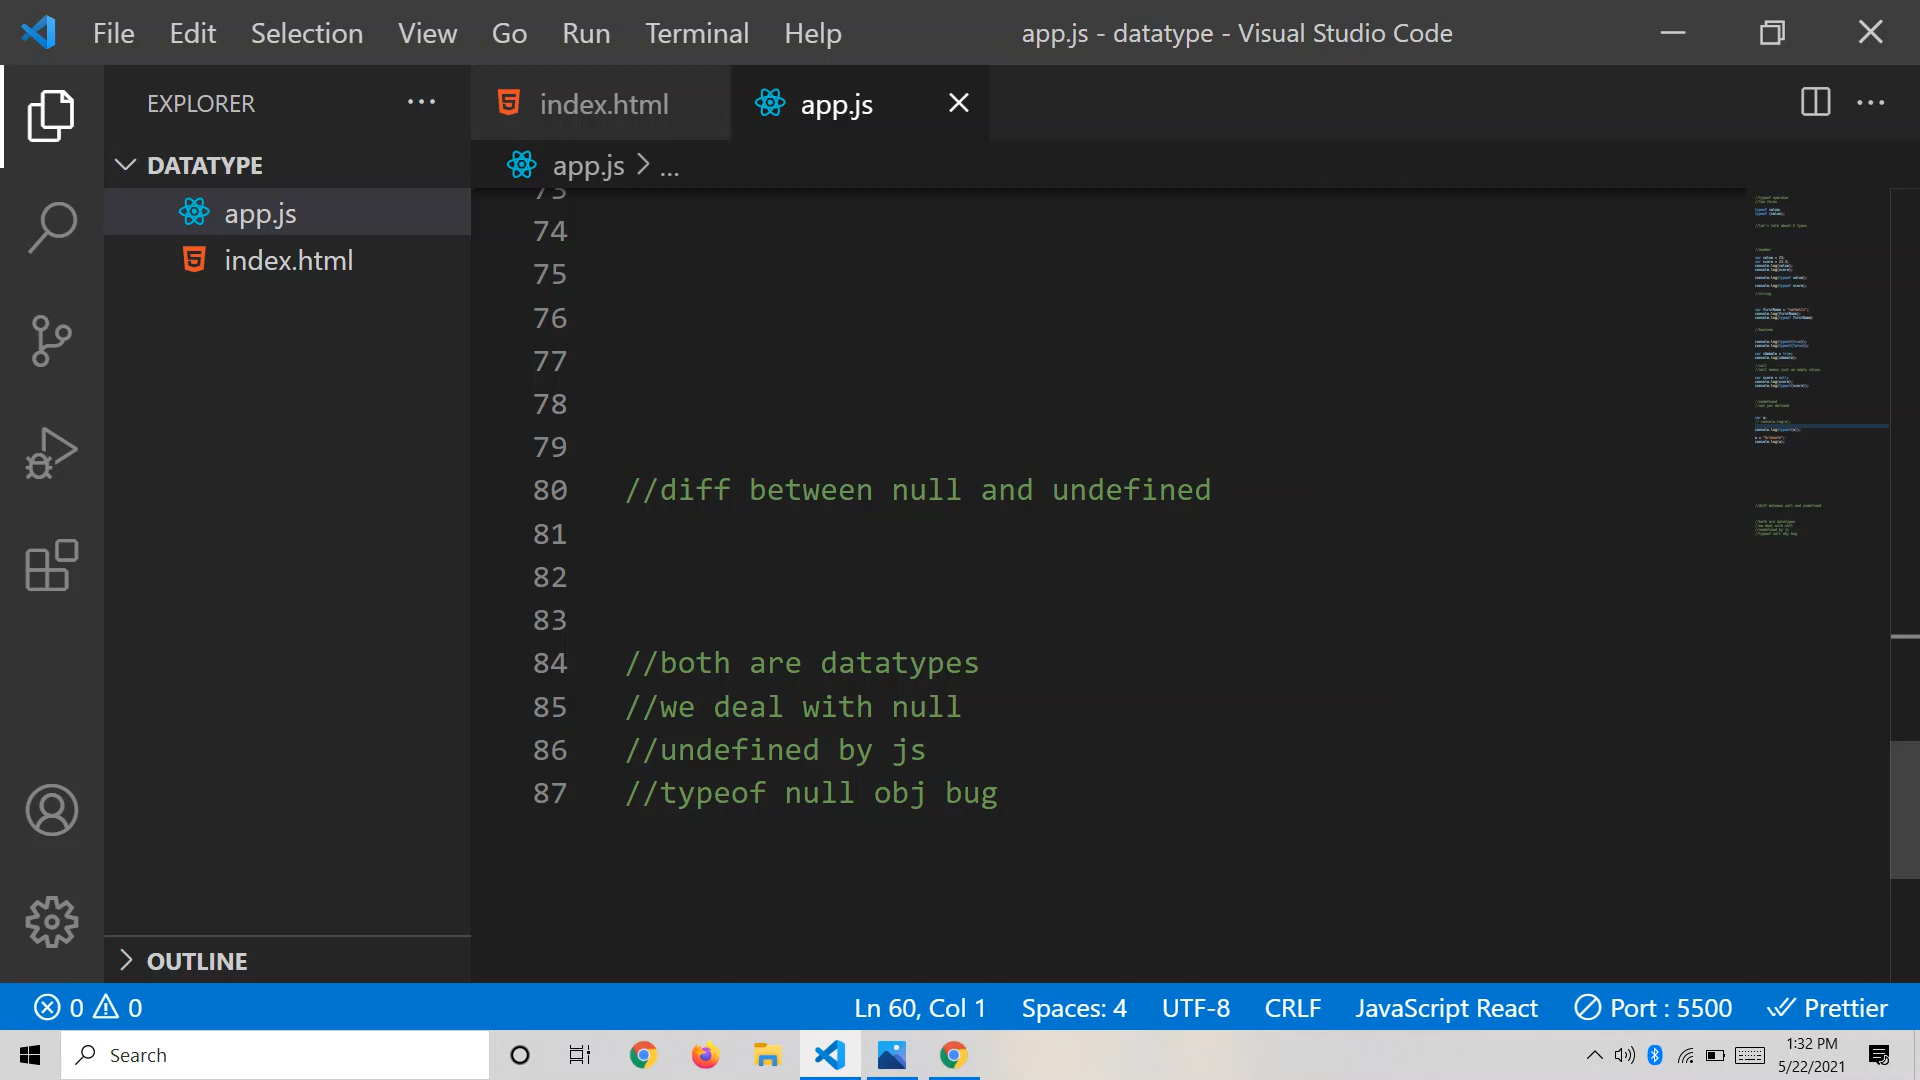 File Edit Selection View Go Run Terminal Help app.js - datatype - Visual Studio Code
EXPLORER
index.html
app.js
DATATYPE
app.js > ...
app.js
index.html
73
74
75
76
77
78
79
80 //diff between null and undefined
81
82
83
84 //both are datatypes
85 //we deal with null
86 //undefined by js
87 //typeof null obj bug
OUTLINE
0 0 Ln 60, Col 1 Spaces: 4 UTF-8 CRLF JavaScript React Port : 5500 Prettier
Search
1:32 PM
5/22/2021